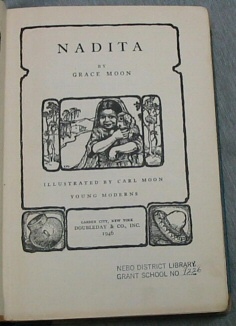 NADITA
BY
GRACE MOON
ILLUSTRATED BY CARL MOON
YOUNG MODERNS
GARDEN CITY, NEW YORK
DOUBLEDAY & CO., INC.
1946
NEBO DISTRICT LIBRARY
GRANT SCHOOL NO.